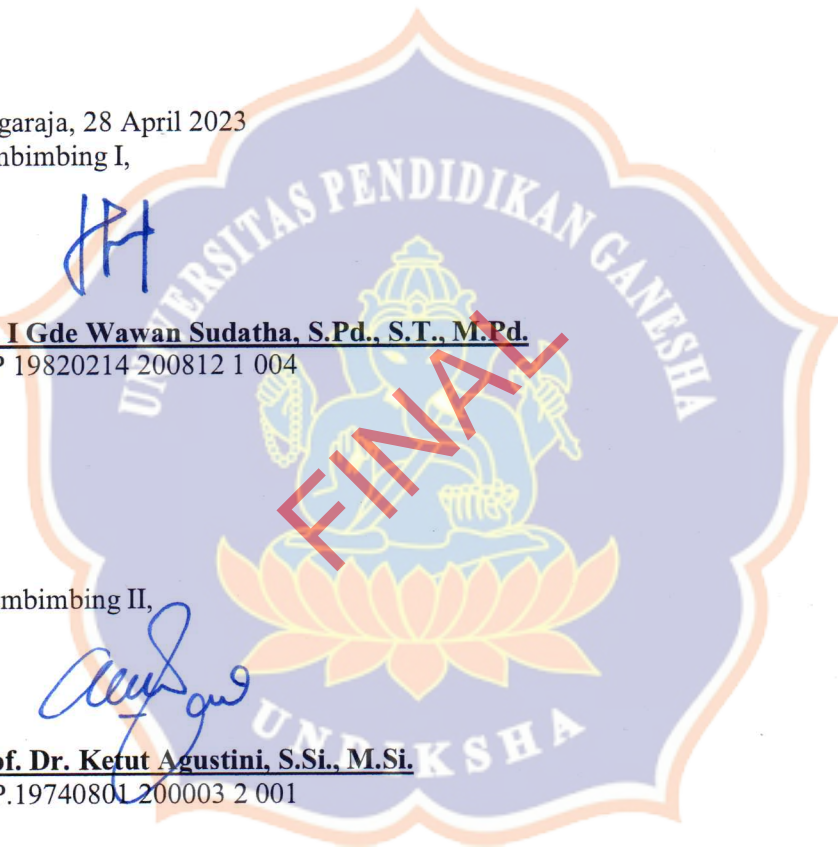 garaja, 28 April 2023
mbimbing I,
UNIVERSITAS PENDIDIKAN GANESHA
I Gde Wawan Sudatha, S.Pd., S.T., M.Pd.
P 19820214 200812 1 004
FINAL
mbimbing II,
UNDIKSHA
of. Dr. Ketut Agustini, S.Si., M.Si.
P.19740801 200003 2 001